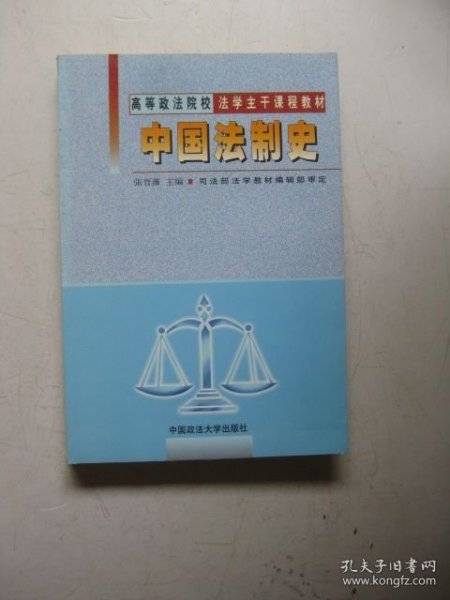 高等政法院校 法学主干课程教材
中国法制史
张晋藩 主编 ■ 司法部法学教材编辑部审定
中国政法大学出版社
孔夫子旧书网
www.kongfz.com